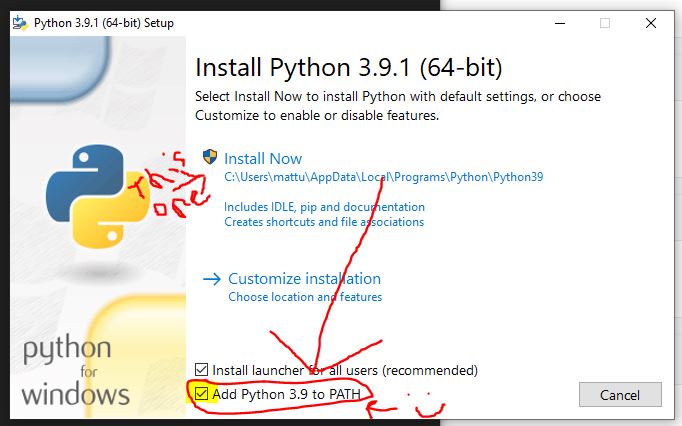 Python 3.9.1 (64-bit) Setup
Install Python 3.9.1 (64-bit)
Select Install Now to install Python with default settings, or choose
Customize to enable or disable features.
Install Now
C:\Users\mattu\AppData\Local\Programs\Python\Python39
Includes IDLE, pip and documentation
Creates shortcuts and file associations
This
one
Customize installation
Choose location and features
Install launcher for all users (recommended)
Add Python 3.9 to PATH
Cancel
python
for
windows